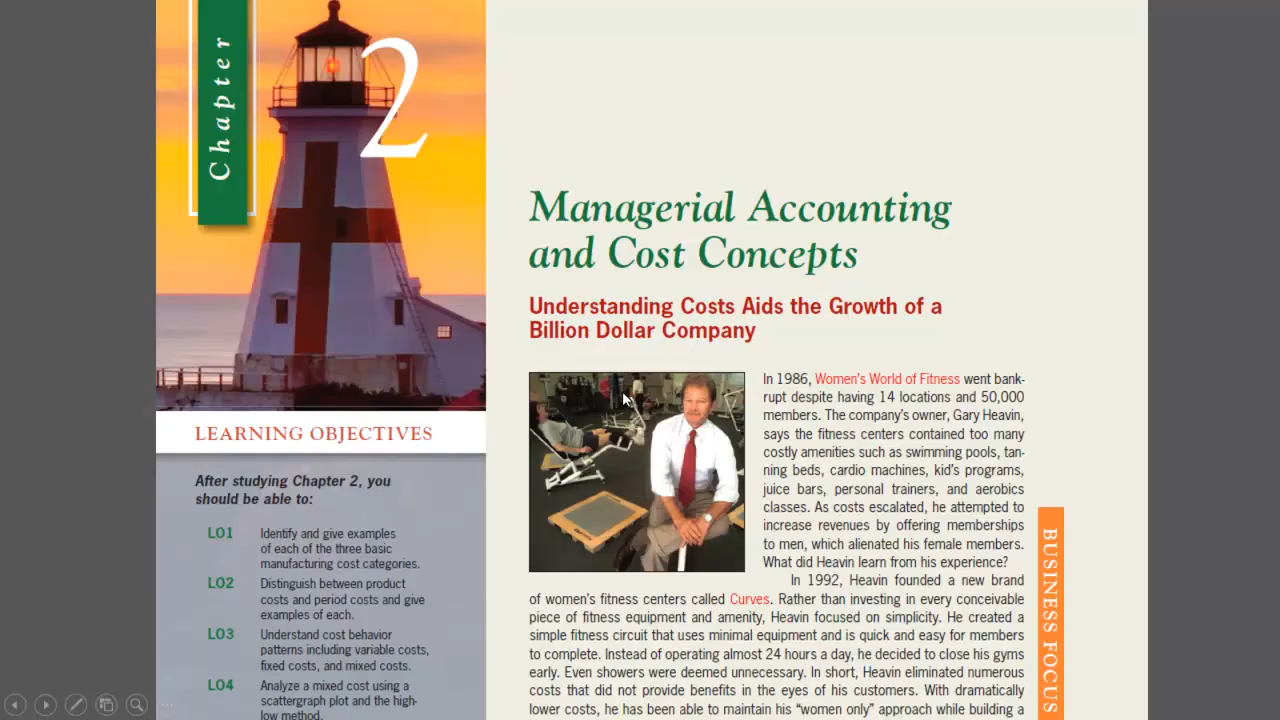 Chapter
2
Managerial Accounting
and Cost Concepts
Understanding Costs Aids the Growth of a
Billion Dollar Company
In 1986, Women's World of Fitness went bank-
rupt despite having 14 locations and 50,000
members. The company's owner, Gary Heavin,
says the fitness centers contained too many
costly amenities such as swimming pools, tan-
ning beds, cardio machines, kid's programs,
juice bars, personal trainers, and aerobics
classes. As costs escalated, he attempted to
increase revenues by offering memberships
to men, which alienated his female members.
What did Heavin learn from his experience?
In 1992, Heavin founded a new brand
of women's fitness centers called Curves. Rather than investing in every conceivable
piece of fitness equipment and amenity, Heavin focused on simplicity. He created a
simple fitness circuit that uses minimal equipment and is quick and easy for members
to complete. Instead of operating almost 24 hours a day, he decided to close his gyms
early. Even showers were deemed unnecessary. In short, Heavin eliminated numerous
costs that did not provide benefits in the eyes of his customers. With dramatically
lower costs, he has been able to maintain his "women only" approach while building a
BUSINESS FOCUS
LEARNING OBJECTIVES
After studying Chapter 2, you
should be able to:
LO1 Identify and give examples
of each of the three basic
manufacturing cost categories.
LO2 Distinguish between product
costs and period costs and give
examples of each.
LO3 Understand cost behavior
patterns including variable costs,
fixed costs, and mixed costs.
LO4 Analyze a mixed cost using a
scattergraph plot and the high-
low method.